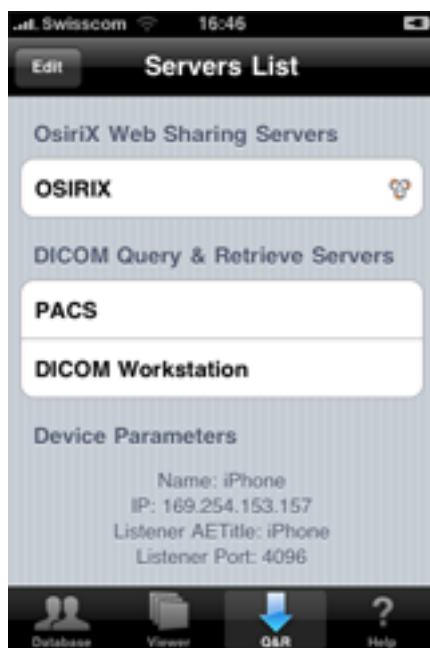 Swisscom 16:46
Edit Servers List
OsiriX Web Sharing Servers
OSIRIX
DICOM Query & Retrieve Servers
PACS
DICOM Workstation
Device Parameters
Name: iPhone
IP: 169.254.153.157
Listener AETitle: iPhone
Listener Port: 4096
Database Viewer Q&R Help